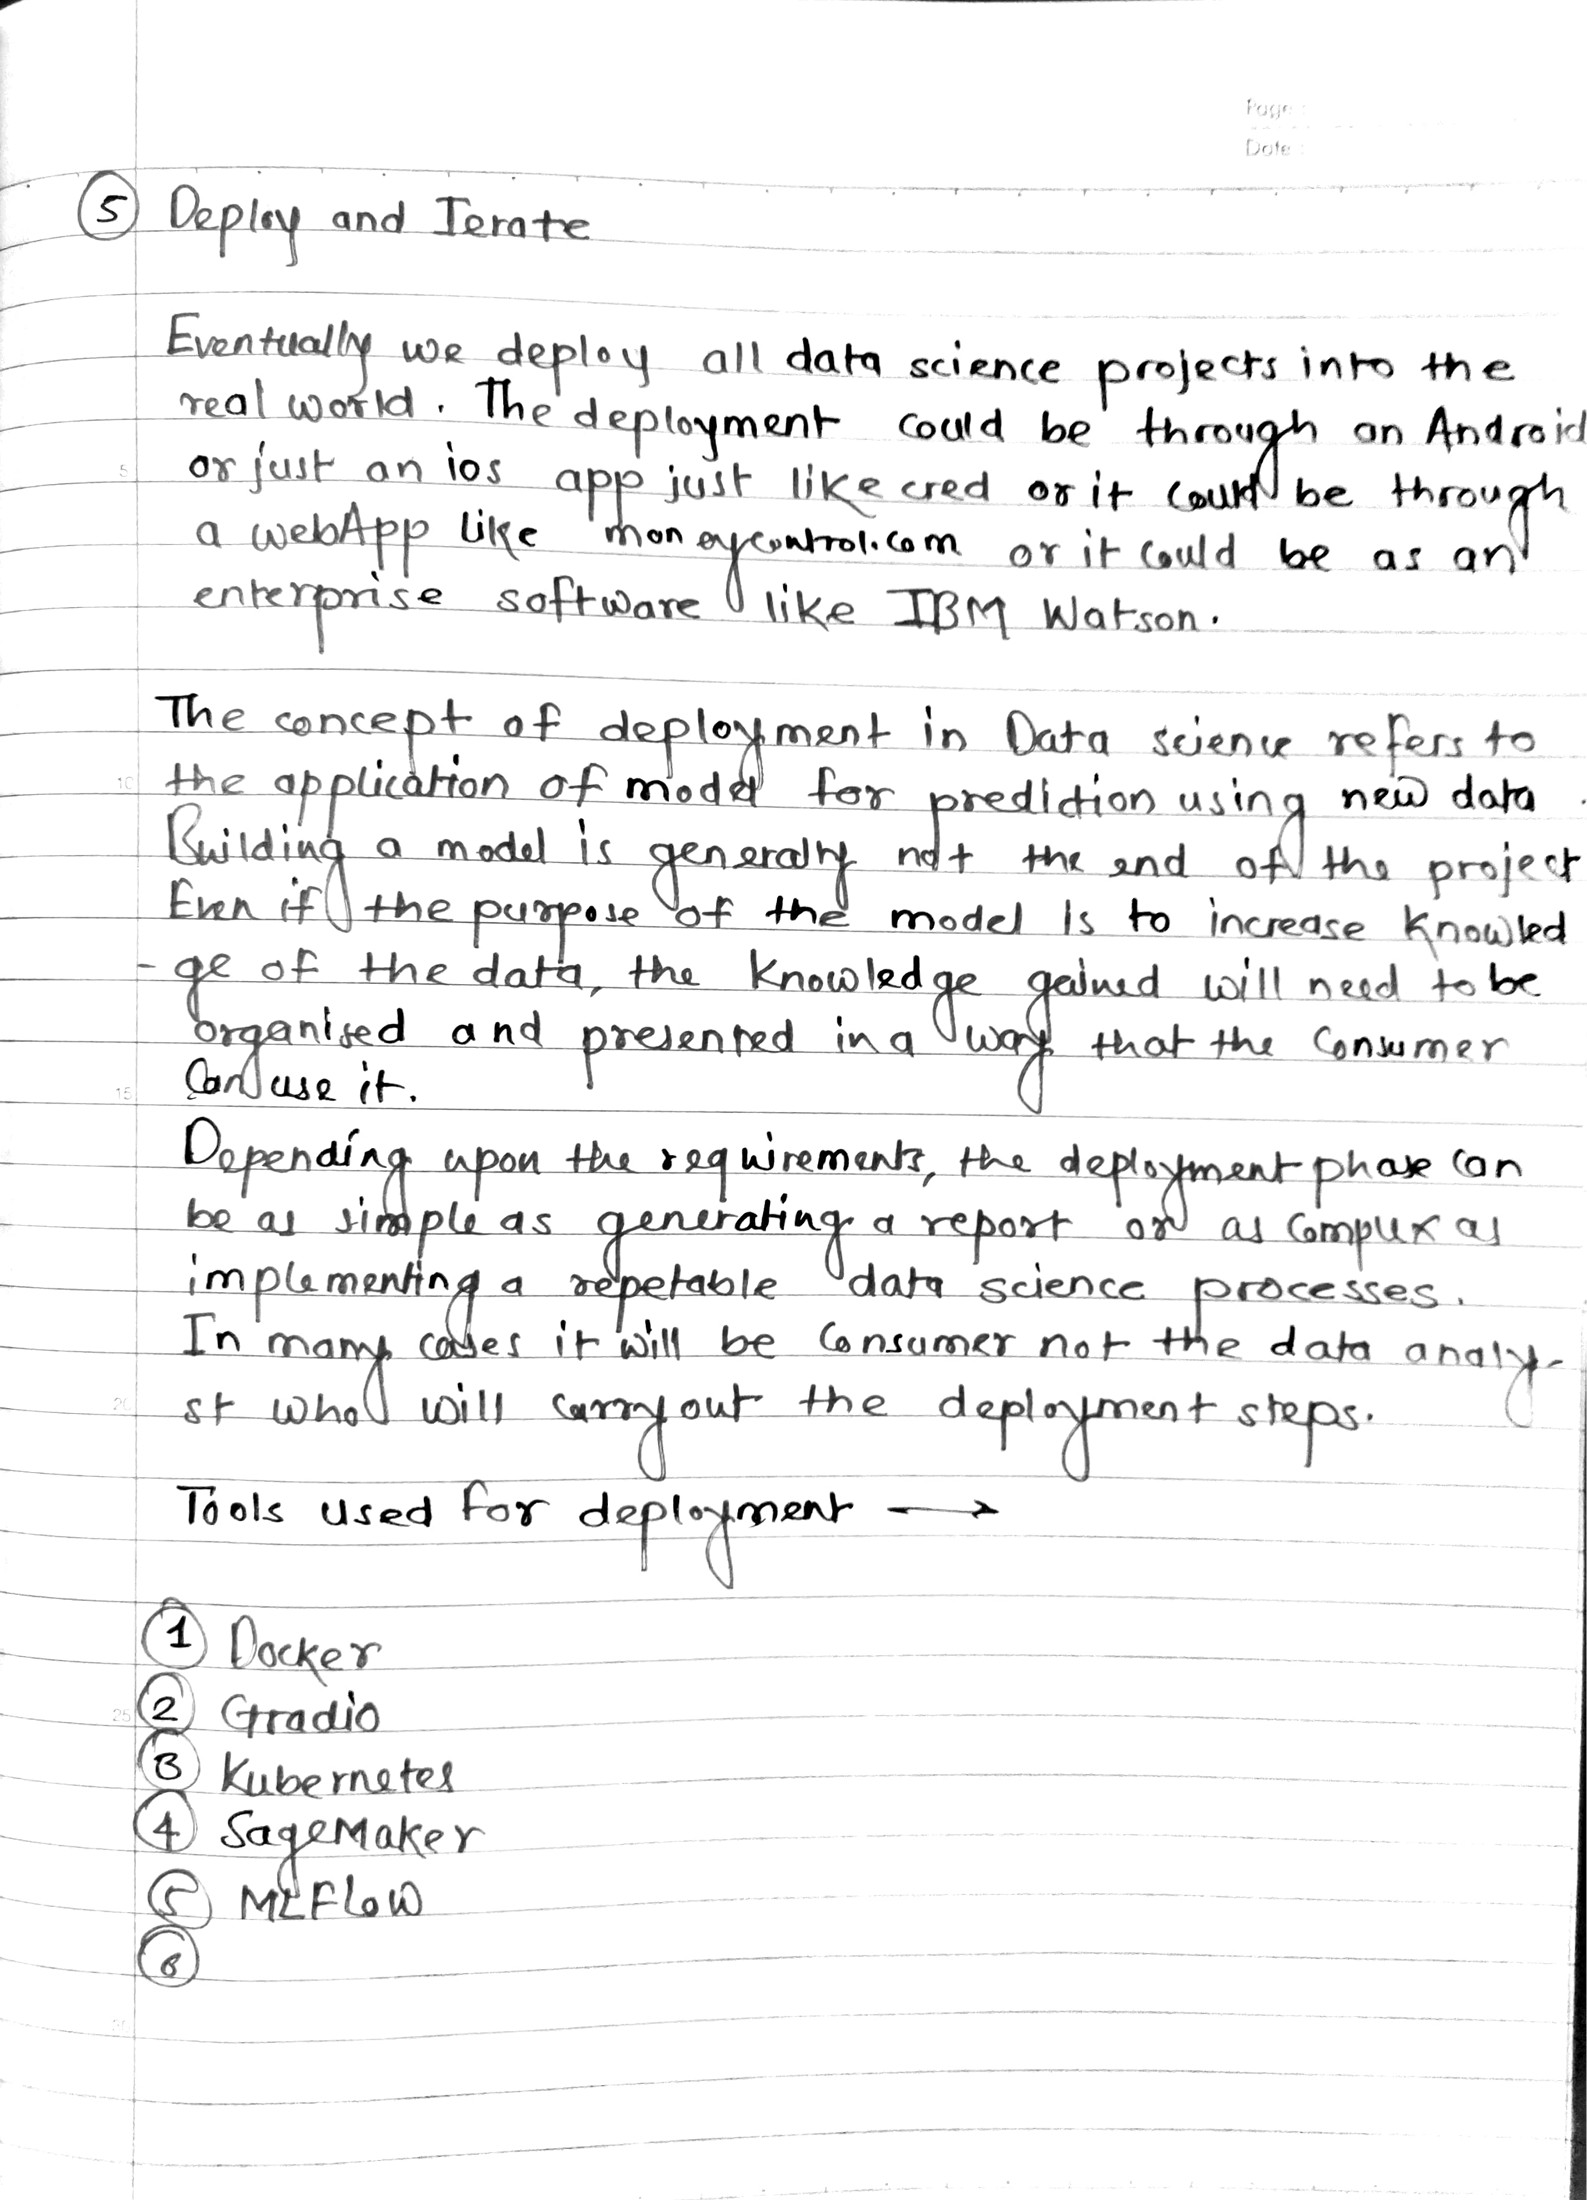 Page :
Date :
5 Deploy and Ierate
Eventually we deploy all data science projects into the
real world. The deployment could be through an Android
or just an ios app just like cred or it could be through
a webApp like moneycontrol.com or it could be as an
enterprise software like IBM Watson.
The concept of deployment in Data science refers to
the application of model for prediction using new data .
Building a model is generally not the end of the project
Even if the purpose of the model is to increase knowled
-ge of the data, the knowledge gained will need to be
organised and presented in a way that the consumer
can use it.
Depending upon the requirements, the deployment phase can
be as simple as generating a report or as complex as
implementing a repetable data science processes.
In many cases it will be consumer not the data analy-
st who will carry out the deployment steps.
Tools used for deployment →
1 Docker
2 Gradio
3 Kubernetes
4 SageMaker
5 MLFlow
6